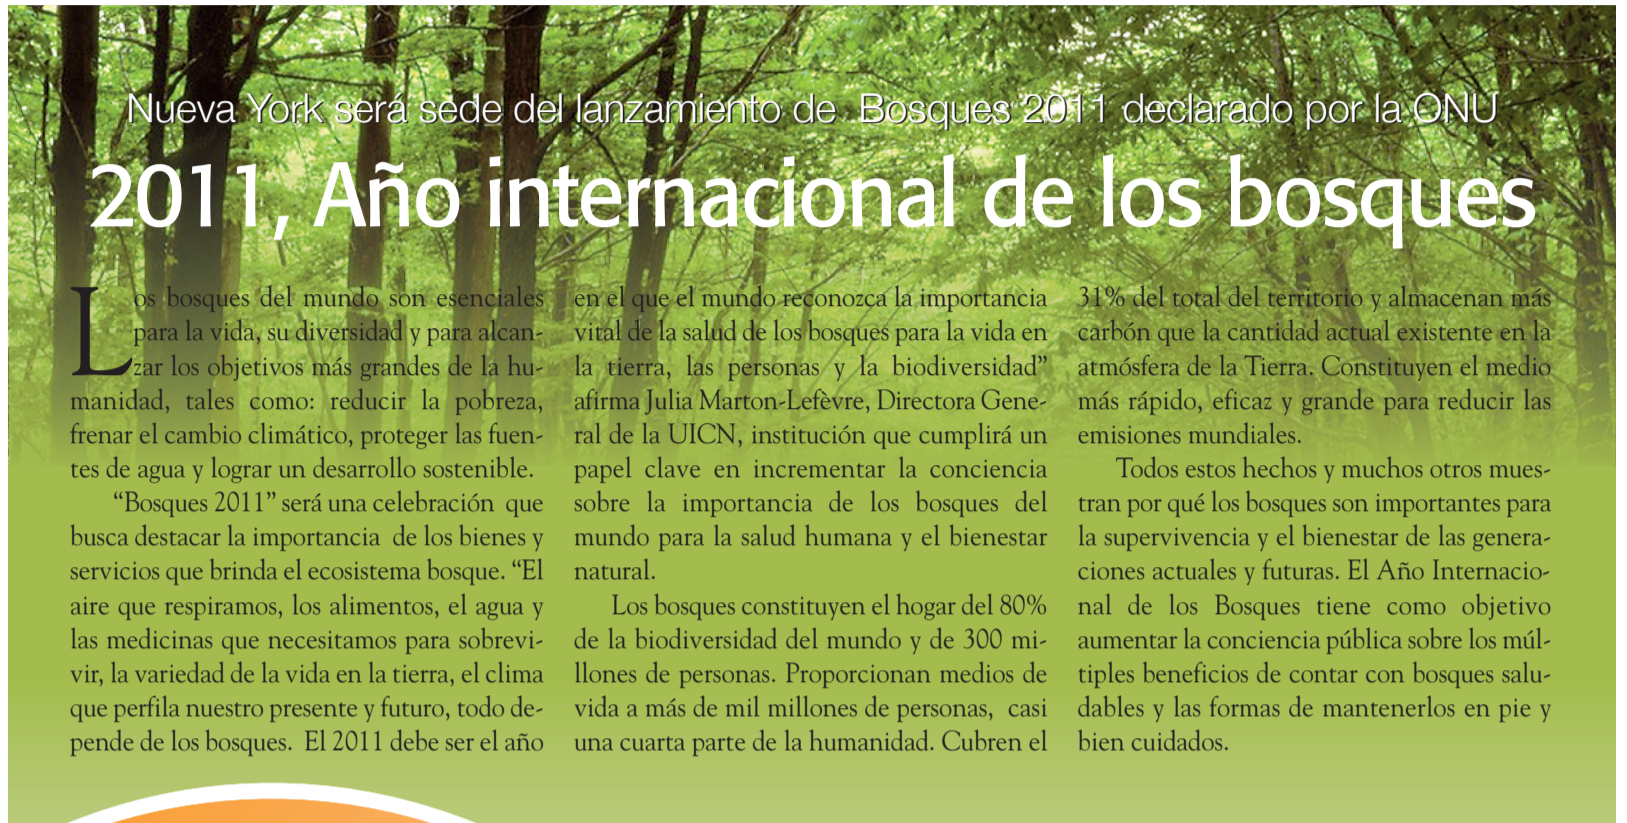 Nueva York será sede del lanzamiento de Bosques 2011 declarado por la ONU
2011, Año internacional de los bosques
Los bosques del mundo son esenciales
para la vida, su diversidad y para alcan-
zar los objetivos más grandes de la hu-
manidad, tales como: reducir la pobreza,
frenar el cambio climático, proteger las fuen-
tes de agua y lograr un desarrollo sostenible.
“Bosques 2011” será una celebración que
busca destacar la importancia de los bienes y
servicios que brinda el ecosistema bosque. “El
aire que respiramos, los alimentos, el agua y
las medicinas que necesitamos para sobrevi-
vir, la variedad de la vida en la tierra, el clima
que perfila nuestro presente y futuro, todo de-
pende de los bosques. El 2011 debe ser el año
en el que el mundo reconozca la importancia
vital de la salud de los bosques para la vida en
la tierra, las personas y la biodiversidad”
afirma Julia Marton-Lefèvre, Directora Gene-
ral de la UICN, institución que cumplirá un
papel clave en incrementar la conciencia
sobre la importancia de los bosques del
mundo para la salud humana y el bienestar
natural.
Los bosques constituyen el hogar del 80%
de la biodiversidad del mundo y de 300 mi-
llones de personas. Proporcionan medios de
vida a más de mil millones de personas, casi
una cuarta parte de la humanidad. Cubren el
31% del total del territorio y almacenan más
carbón que la cantidad actual existente en la
atmósfera de la Tierra. Constituyen el medio
más rápido, eficaz y grande para reducir las
emisiones mundiales.
Todos estos hechos y muchos otros mues-
tran por qué los bosques son importantes para
la supervivencia y el bienestar de las genera-
ciones actuales y futuras. El Año Internacio-
nal de los Bosques tiene como objetivo
aumentar la conciencia pública sobre los múl-
tiples beneficios de contar con bosques salu-
dables y las formas de mantenerlos en pie y
bien cuidados.